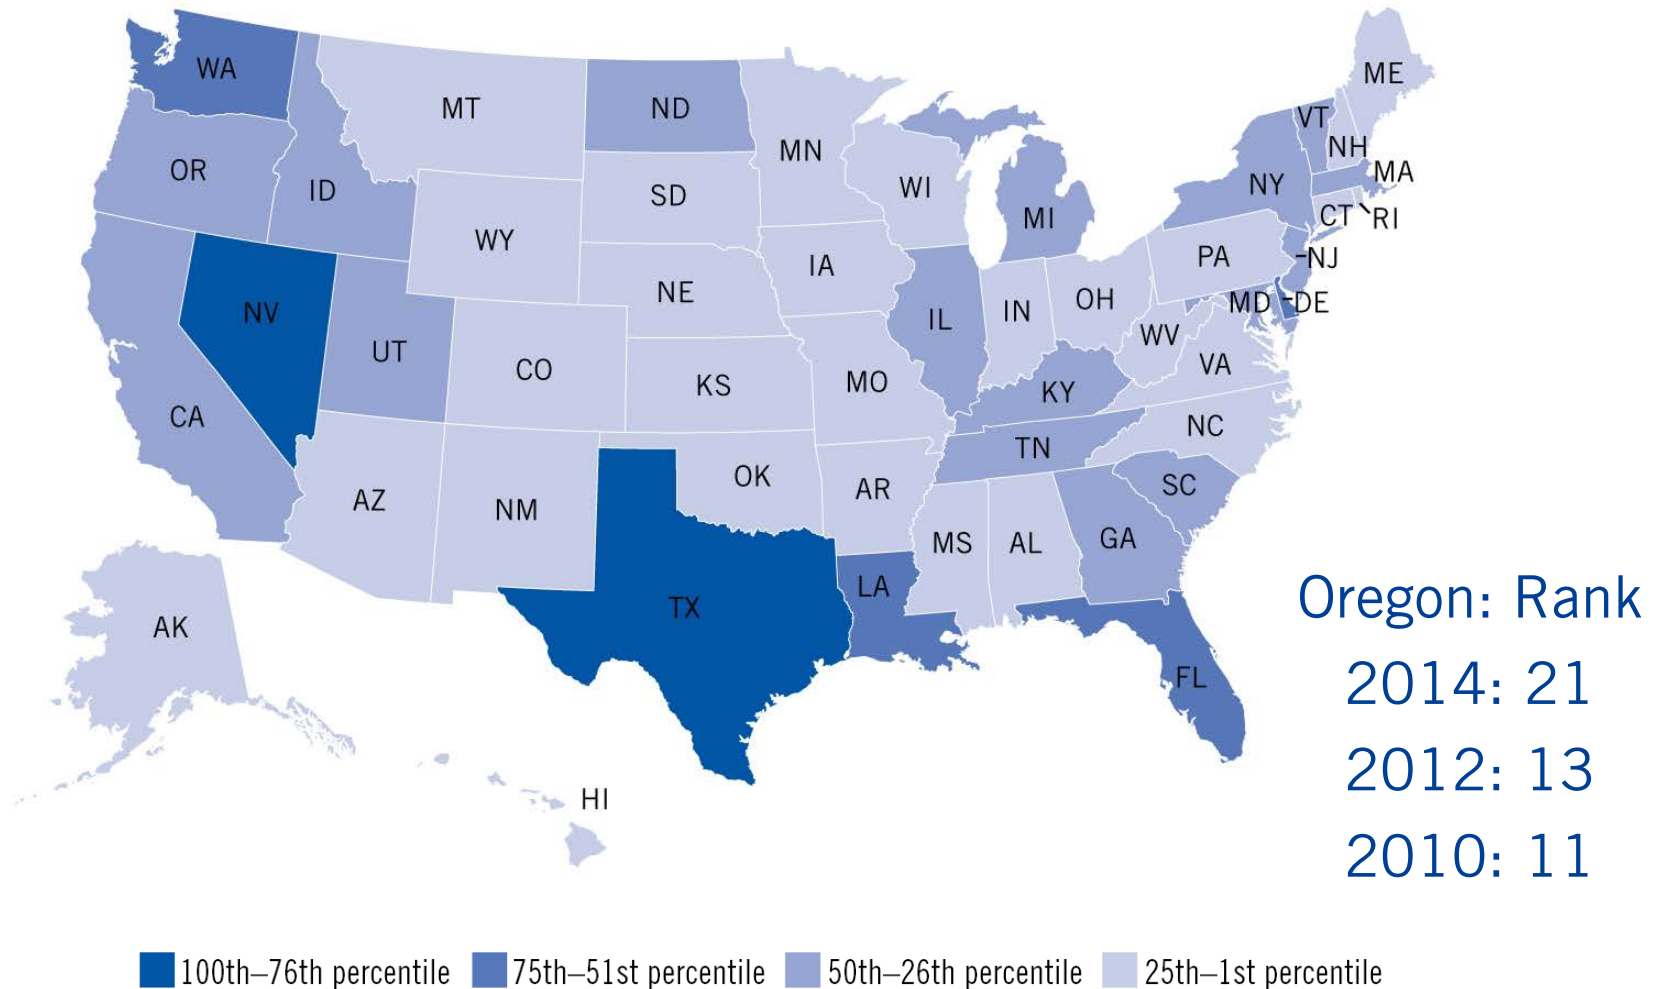 WA
MT
ND
MN
ME
VT
NH
OR
ID
SD
WI
MI
NY
MA
CT
RI
WY
IA
PA
NJ
NE
NV
UT
CO
KS
MO
IL
IN
OH
MD
DE
WV
VA
KY
CA
TN
NC
AZ
NM
OK
AR
SC
MS
AL
GA
LA
TX
FL
AK
HI
Oregon: Rank
2014: 21
2012: 13
2010: 11
100th–76th percentile
75th–51st percentile
50th–26th percentile
25th–1st percentile